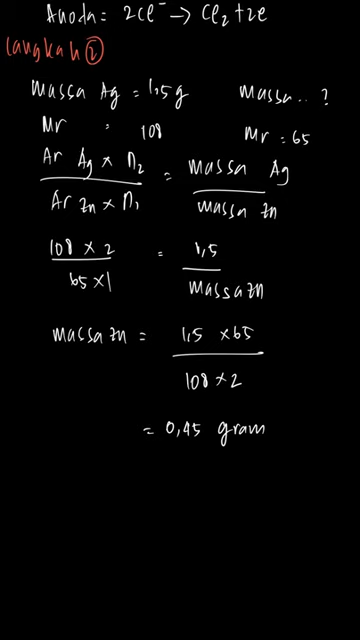 Anoda = 2Cl⁻ → Cl₂ + 2e
Langkah ②
Massa Ag = 1,5 g   Massa .. ?
Mr : 108   Mr = 65
Ar Ag × n₂ / Ar Zn × n₁ = massa Ag / massa Zn
108 × 2 / 65 × 1 = 1,5 / massa Zn
massa Zn = 1,5 × 65 / 108 × 2
= 0,45 gram